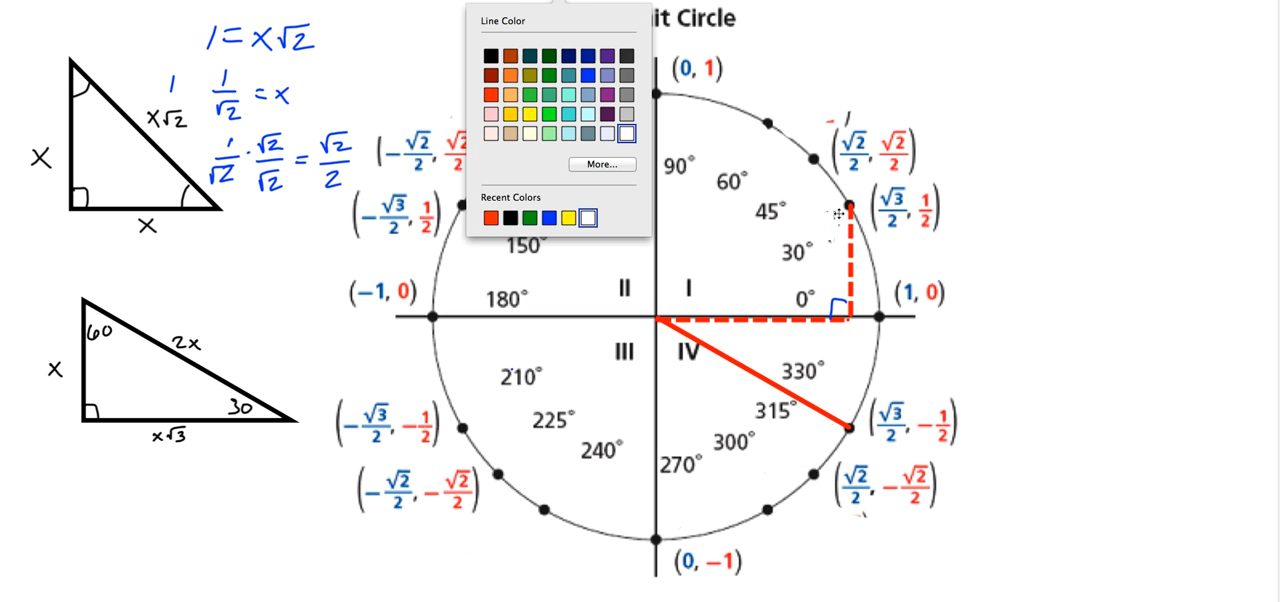 it Circle
Line Color
More...
Recent Colors
1 = x√2
1
1/√2 = x
x√2
1/√2 · √2/√2 = √2/2
x
x
60
2x
x
30
x√3
(0, 1)
(−√2/2, √2/2
(√2/2, √2/2)
90°
60°
(−√3/2, 1/2)
(√3/2, 1/2)
45°
150°
30°
(−1, 0)
180°
II
I
0°
(1, 0)
III
IV
330°
210°
315°
(−√3/2, −1/2)
(√3/2, −1/2)
225°
300°
240°
270°
(−√2/2, −√2/2)
(√2/2, −√2/2)
(0, −1)